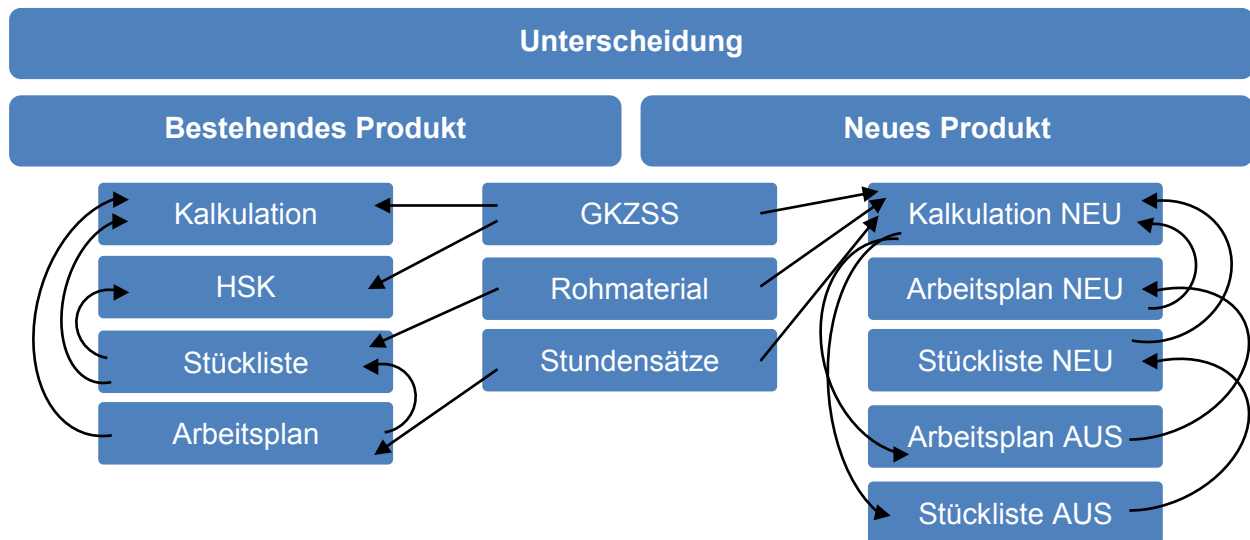 Unterscheidung
Bestehendes Produkt
Neues Produkt
Kalkulation
HSK
Stückliste
Arbeitsplan
GKZSS
Rohmaterial
Stundensätze
Kalkulation NEU
Arbeitsplan NEU
Stückliste NEU
Arbeitsplan AUS
Stückliste AUS